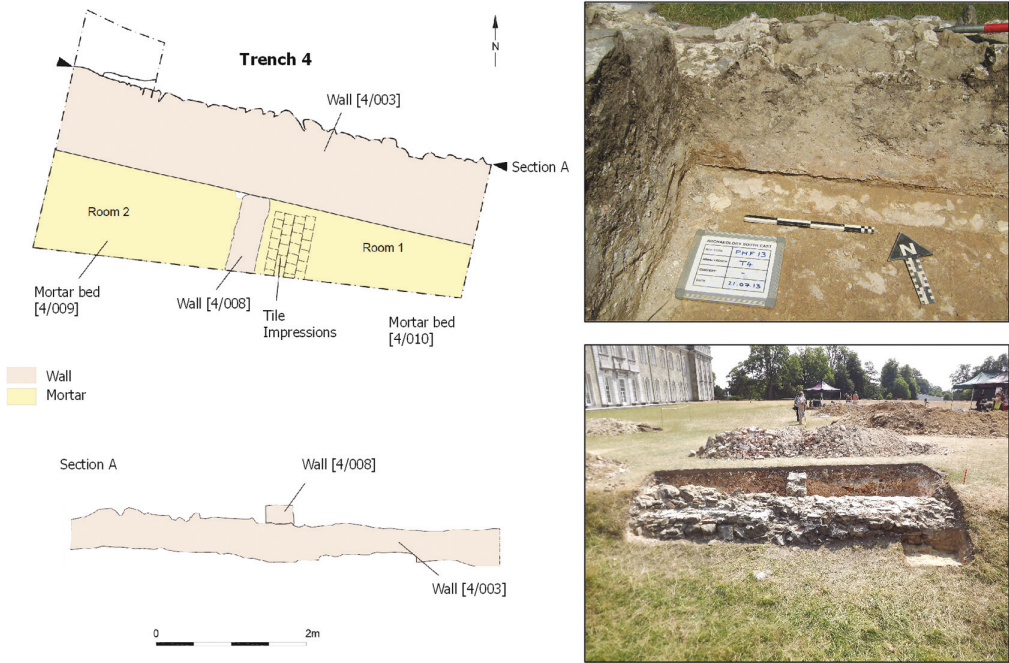 N
Trench 4
Wall [4/003]
Section A
Room 2
Room 1
Mortar bed
[4/009]
Wall [4/008]
Tile
Impressions
Mortar bed
[4/010]
Wall
Mortar
Section A
Wall [4/008]
Wall [4/003]
0
2m
ARCHAEOLOGY SOUTH-EAST
PHF 13
T4
-
DATE
21.07.13
N